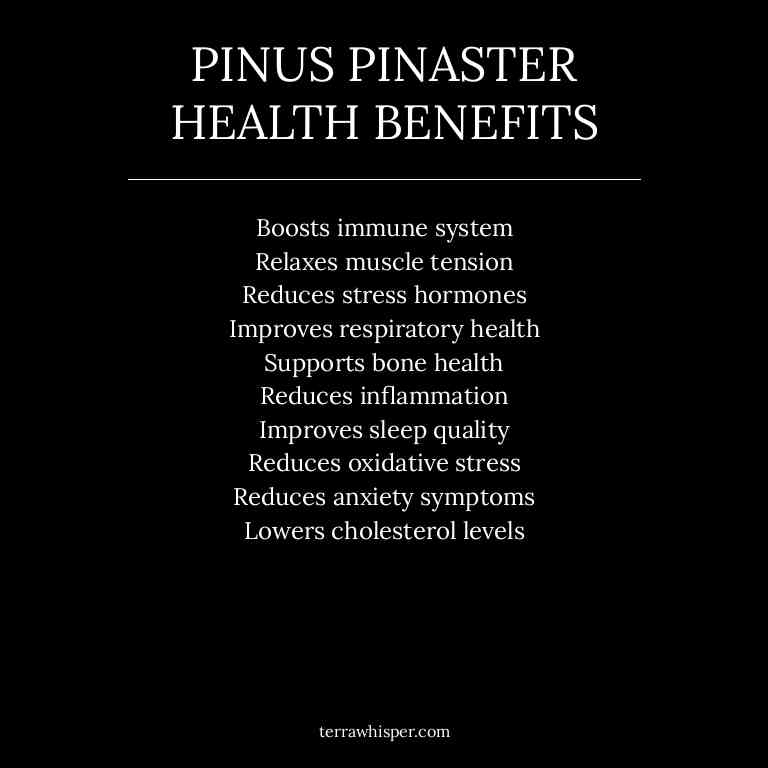 PINUS PINASTER
HEALTH BENEFITS
Boosts immune system
Relaxes muscle tension
Reduces stress hormones
Improves respiratory health
Supports bone health
Reduces inflammation
Improves sleep quality
Reduces oxidative stress
Reduces anxiety symptoms
Lowers cholesterol levels
terrawhisper.com